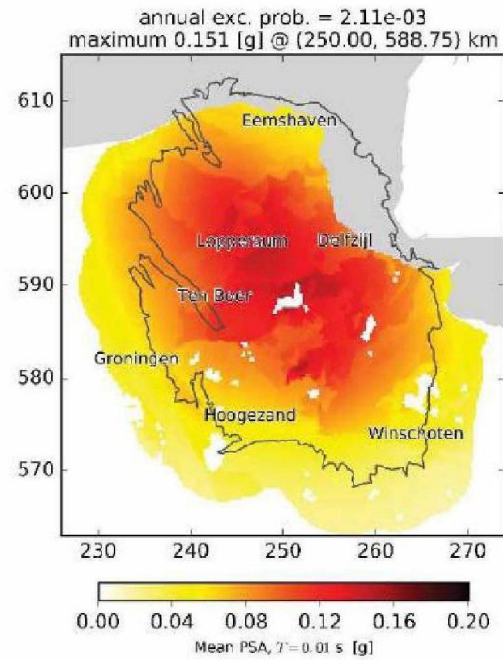 annual exc. prob. = 2.11e-03
maximum 0.151 [g] @ (250.00, 588.75) km
610
600
590
580
570
Eemshaven
Loppersum
Delfzijl
Ten Boer
Groningen
Hoogezand
Winschoten
230
240
250
260
270
0.00
0.04
0.08
0.12
0.16
0.20
Mean PSA, T = 0.01 s [g]